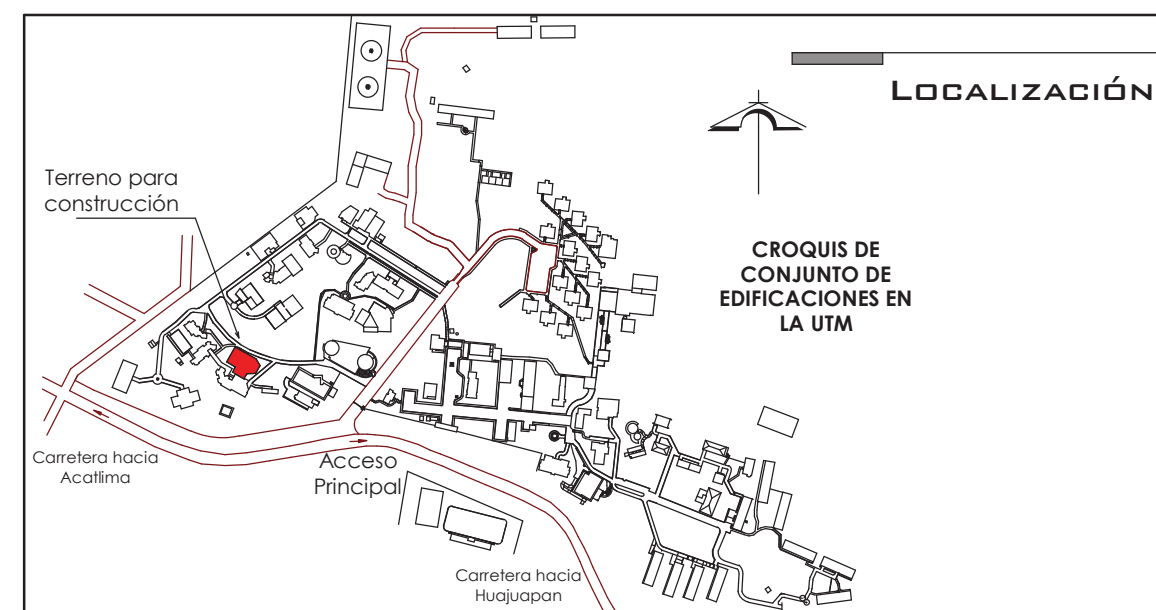 LOCALIZACIÓN
Terreno para
construcción
CROQUIS DE
CONJUNTO DE
EDIFICACIONES EN
LA UTM
Carretera hacia
Acatlima
Acceso
Principal
Carretera hacia
Huajuapan